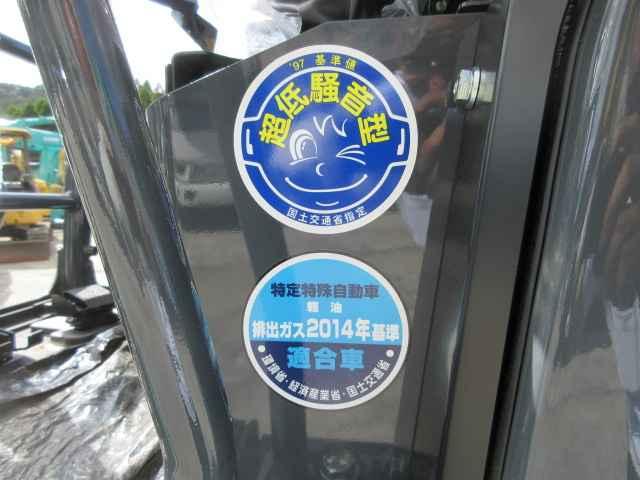 '97 基準値
超低騒音型
国土交通省指定
特定特殊自動車
軽油
排出ガス2014年基準
適合車
・環境省・経済産業省・国土交通省・